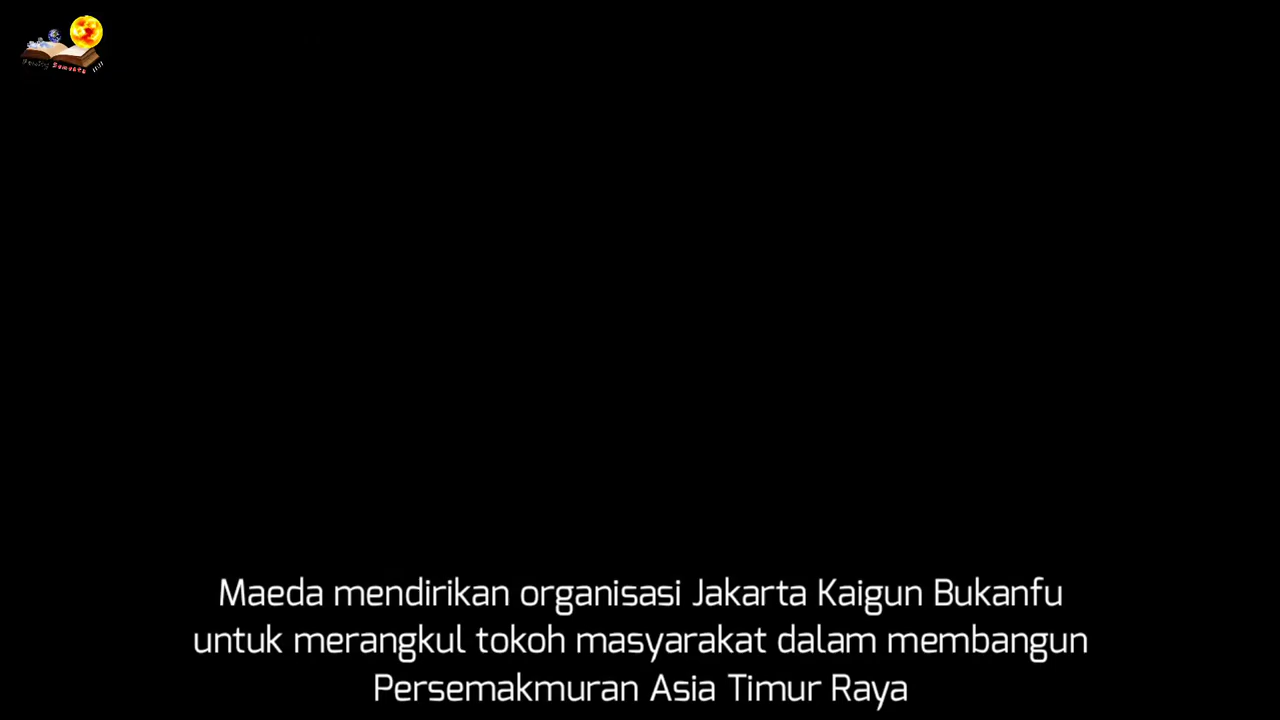 Maeda mendirikan organisasi Jakarta Kaigun Bukanfu
untuk merangkul tokoh masyarakat dalam membangun
Persemakmuran Asia Timur Raya